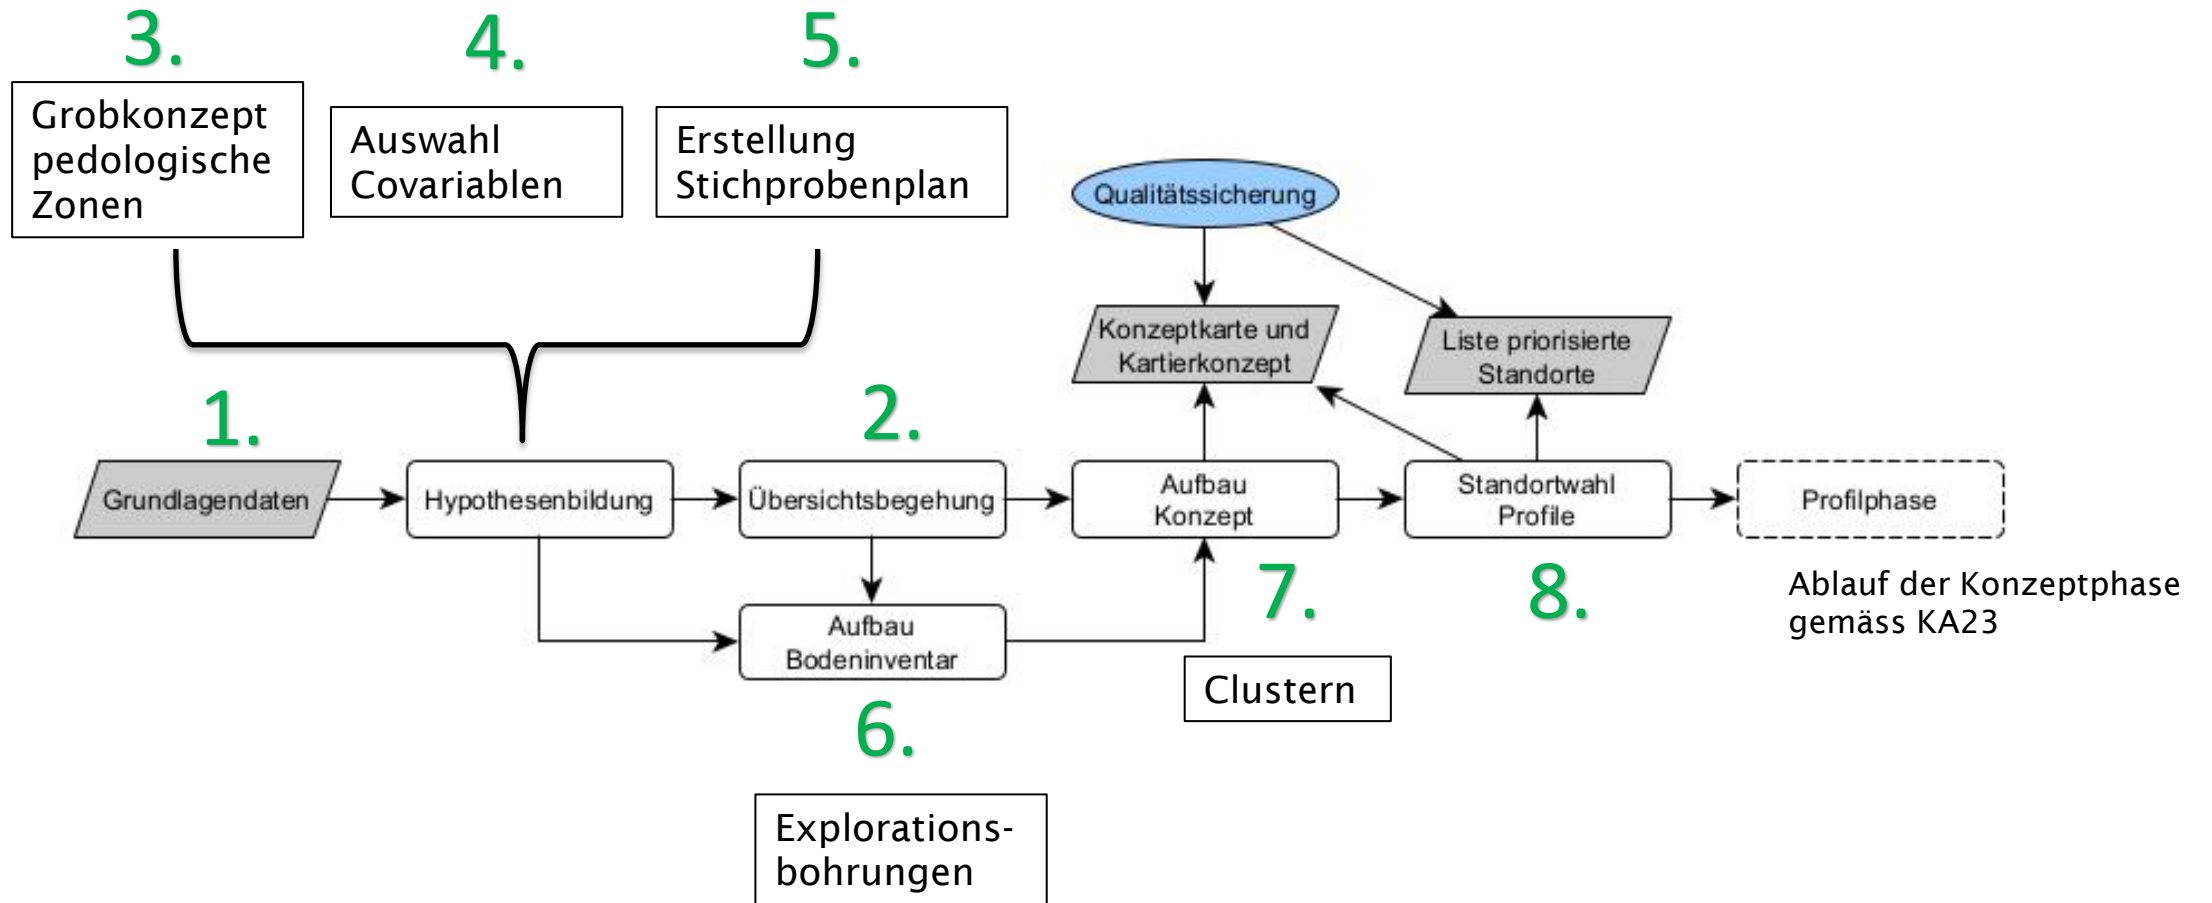 3.
4.
5.
Grobkonzept
pedologische
Zonen
Auswahl
Covariablen
Erstellung
Stichprobenplan
Qualitätssicherung
Konzeptkarte und
Kartierkonzept
Liste priorisierte
Standorte
1.
2.
Grundlagendaten
Hypothesenbildung
Übersichtsbegehung
Aufbau
Konzept
Standortwahl
Profile
Profilphase
7.
8.
Ablauf der Konzeptphase
gemäss KA23
Aufbau
Bodeninventar
Clustern
6.
Explorations-
bohrungen